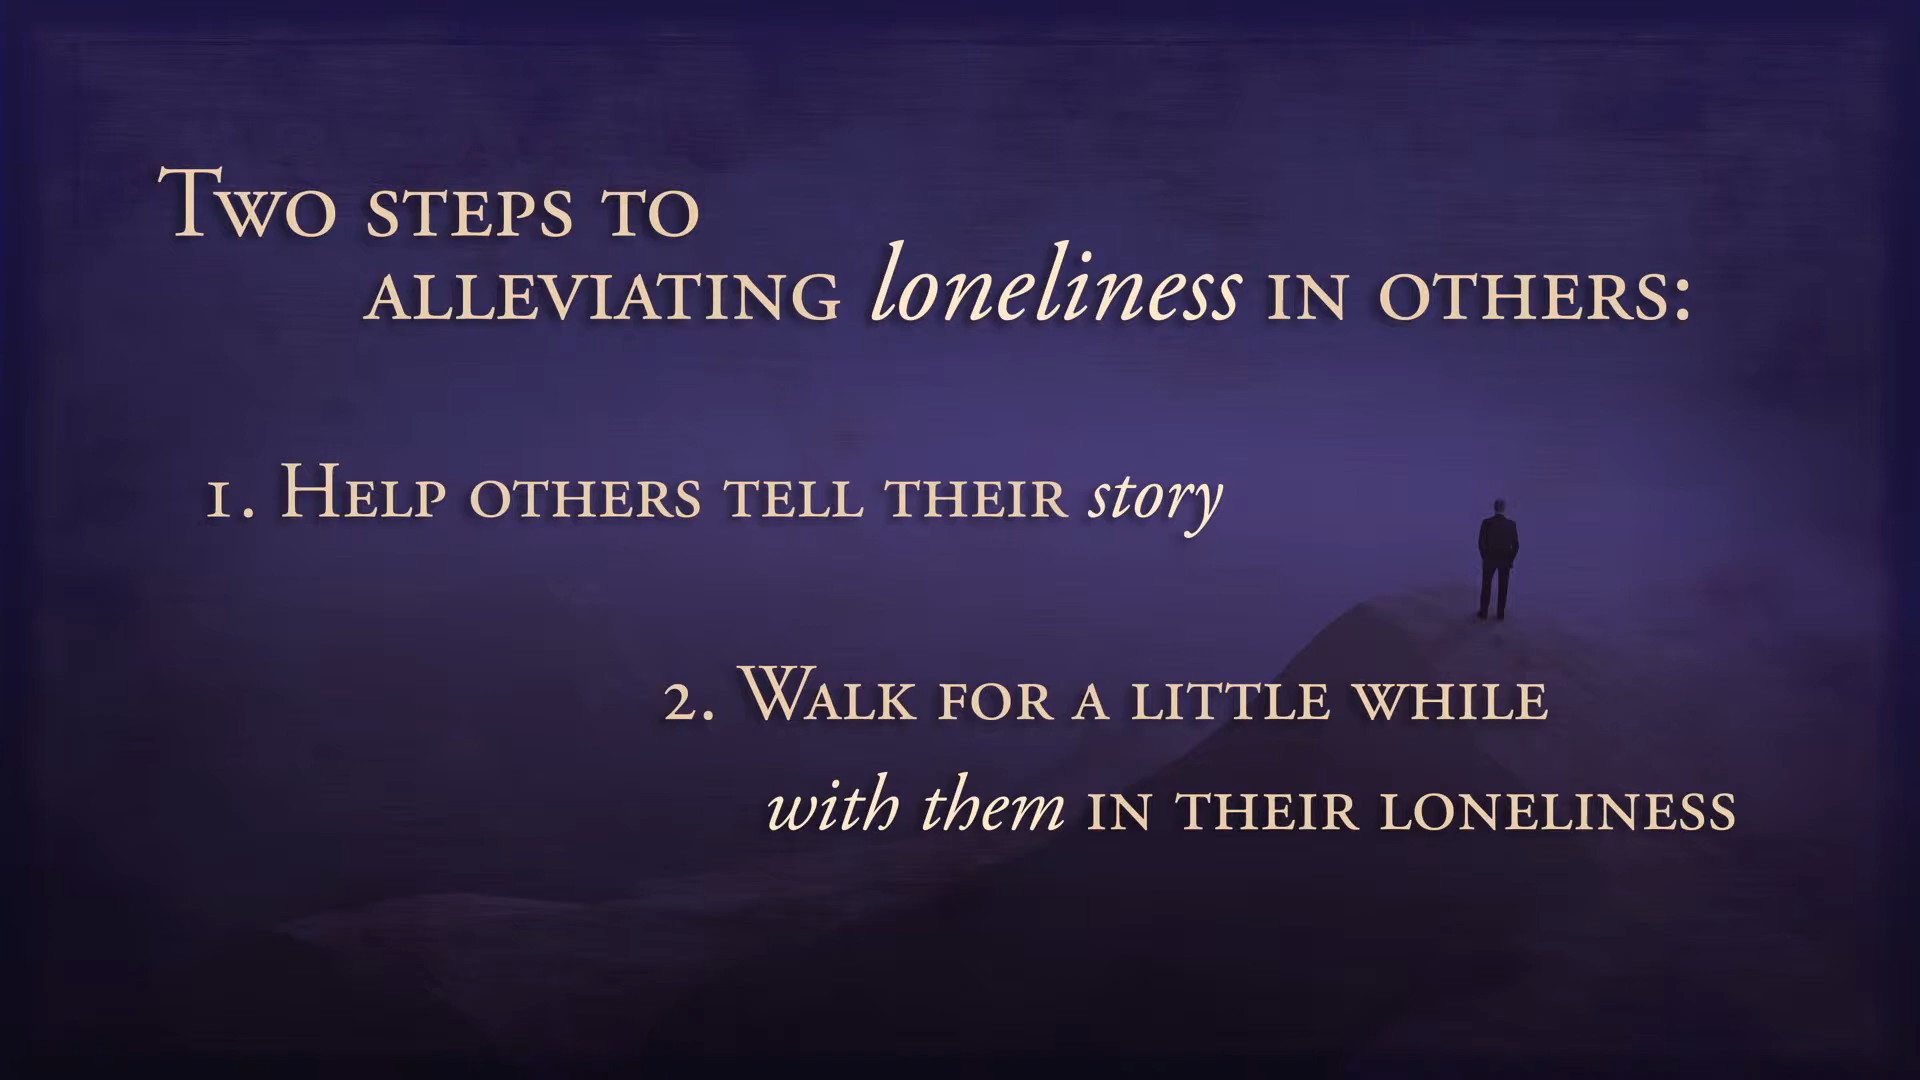 Two steps to
alleviating loneliness in others:
1. Help others tell their story
2. Walk for a little while
with them in their loneliness